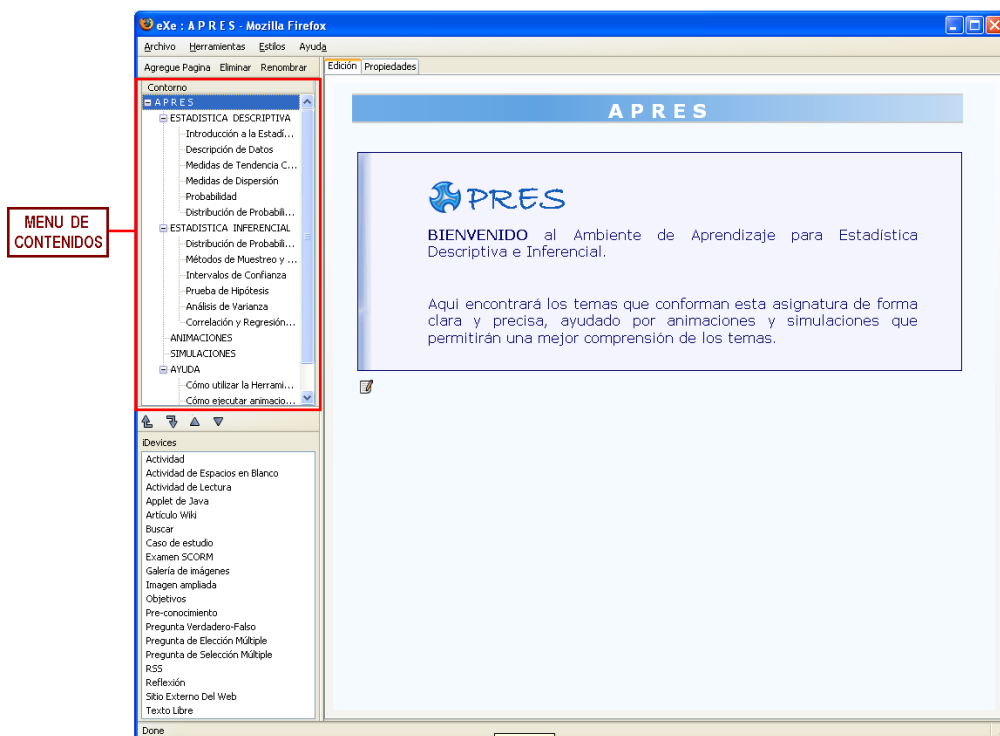 eXe : A P R E S - Mozilla Firefox
Archivo Herramientas Estilos Ayuda
Agregue Pagina Eliminar Renombrar
Edición Propiedades
Contorno
A P R E S
ESTADISTICA DESCRIPTIVA
Introducción a la Estadí...
Descripción de Datos
Medidas de Tendencia C...
Medidas de Dispersión
Probabilidad
Distribución de Probabili...
ESTADISTICA INFERENCIAL
Distribución de Probabili...
Métodos de Muestreo y ...
Intervalos de Confianza
Prueba de Hipótesis
Análisis de Varianza
Correlación y Regresión...
ANIMACIONES
SIMULACIONES
AYUDA
Cómo utilizar la Herrami...
Cómo ejecutar animacio...
MENU DE
CONTENIDOS
iDevices
Actividad
Actividad de Espacios en Blanco
Actividad de Lectura
Applet de Java
Artículo Wiki
Buscar
Caso de estudio
Examen SCORM
Galería de imágenes
Imagen ampliada
Objetivos
Pre-conocimiento
Pregunta Verdadero-Falso
Pregunta de Elección Múltiple
Pregunta de Selección Múltiple
RSS
Reflexión
Sitio Externo Del Web
Texto Libre
Done
A P R E S
PRES
BIENVENIDO al Ambiente de Aprendizaje para Estadística
Descriptiva e Inferencial.
Aqui encontrará los temas que conforman esta asignatura de forma
clara y precisa, ayudado por animaciones y simulaciones que
permitirán una mejor comprensión de los temas.